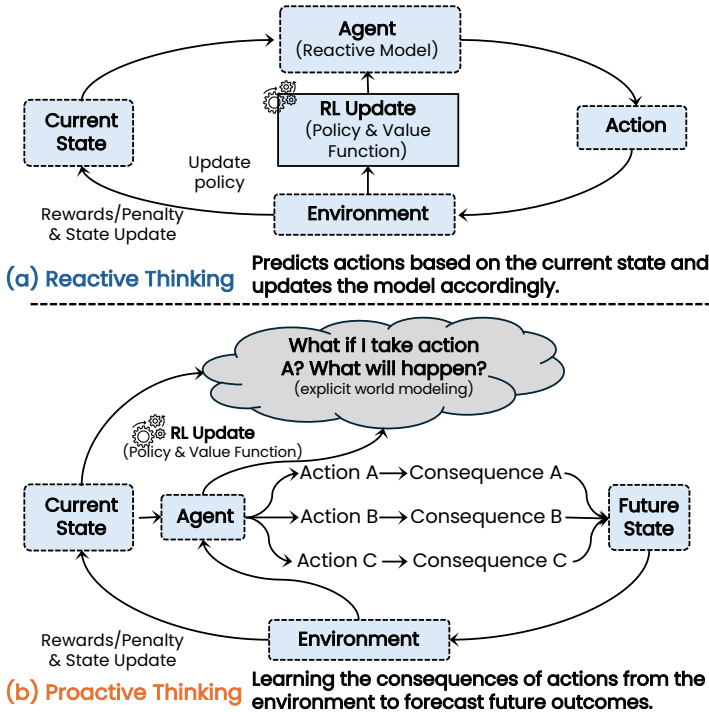 Agent
(Reactive Model)
RL Update
(Policy & Value
Function)
Current
State
Action
Update
policy
Environment
Rewards/Penalty
& State Update
(a) Reactive Thinking
Predicts actions based on the current state and
updates the model accordingly.
What if I take action
A? What will happen?
(explicit world modeling)
RL Update
(Policy & Value Function)
Current
State
Agent
Action A
Consequence A
Action B
Consequence B
Action C
Consequence C
Future
State
Environment
Rewards/Penalty
& State Update
(b) Proactive Thinking
Learning the consequences of actions from the
environment to forecast future outcomes.